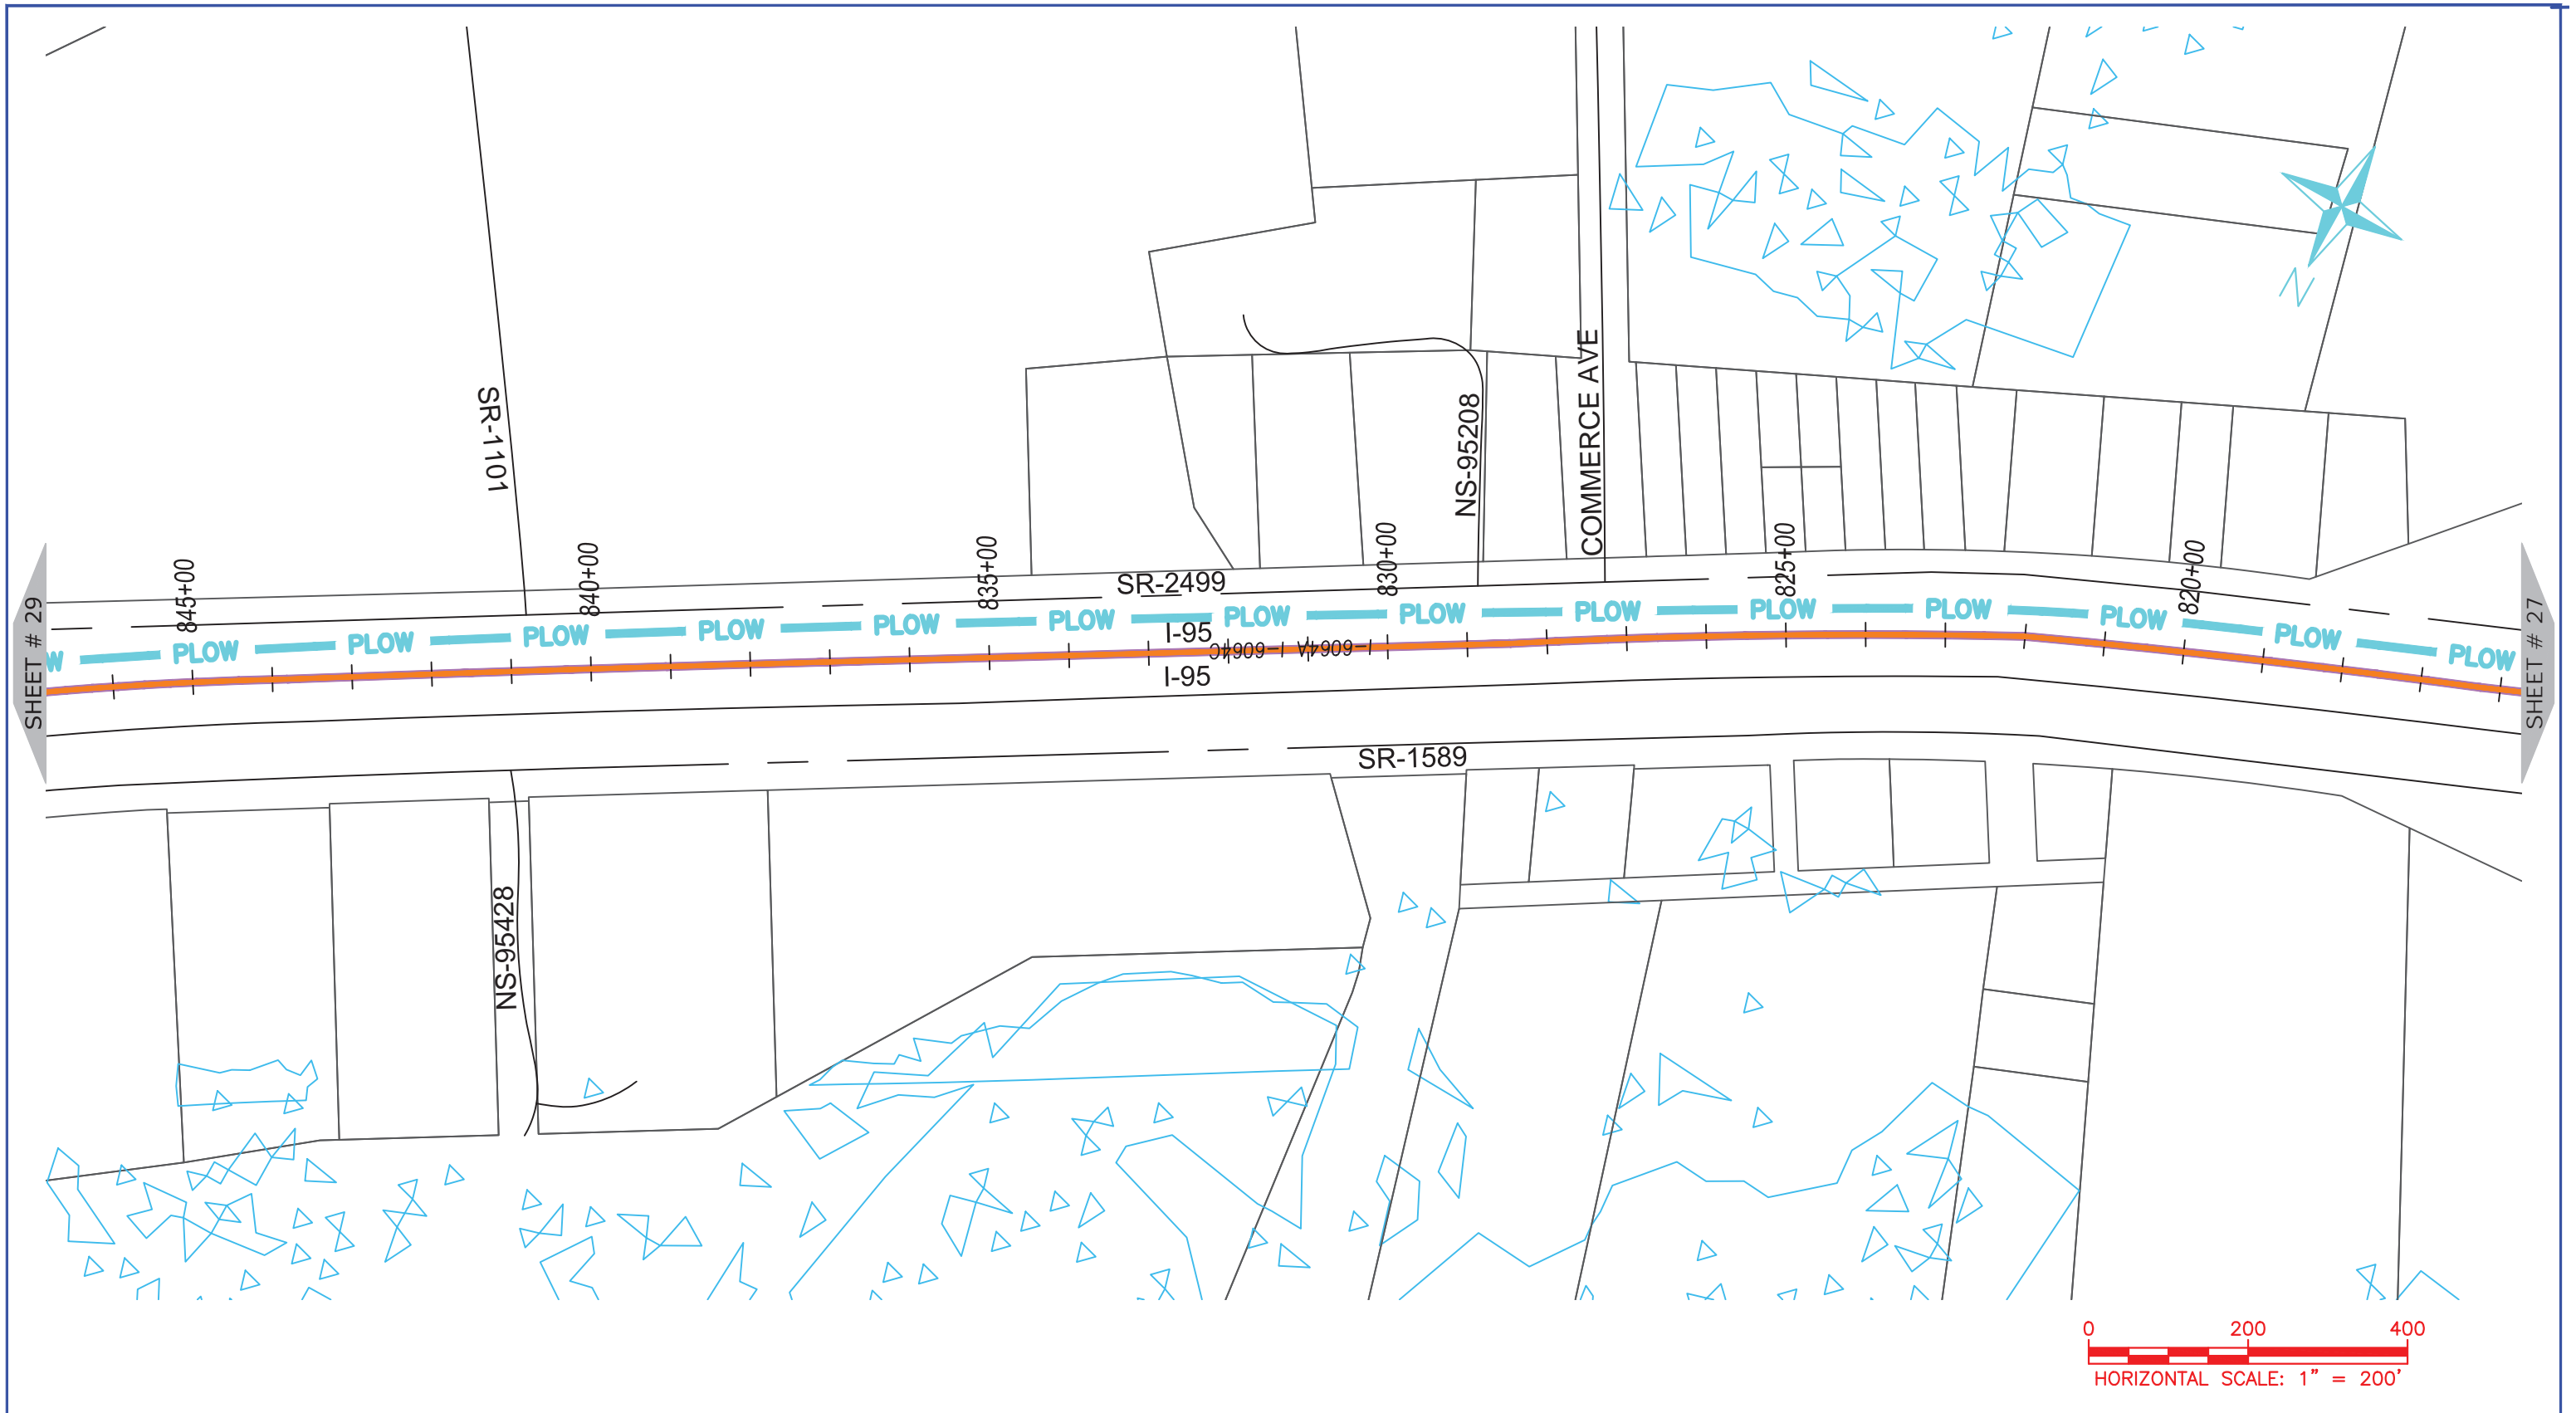 N
SR-1101
NS-95208
COMMERCE AVE
845+00
840+00
835+00
830+00
825+00
820+00
SR-2499
W PLOW PLOW PLOW PLOW PLOW PLOW PLOW PLOW PLOW PLOW PLOW PLOW PLOW PLOW
I-95
I-6064C I-6064A
I-95
SHEET # 29
SHEET # 27
SR-1589
NS-95428
0 200 400
HORIZONTAL SCALE: 1" = 200'